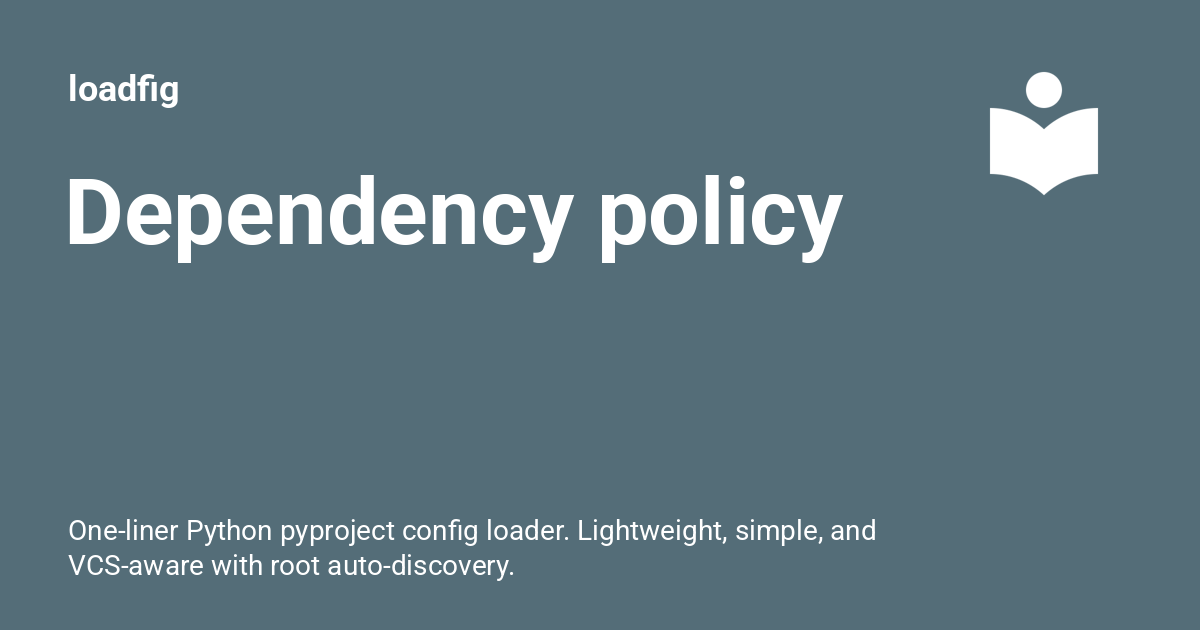 loadfig
Dependency policy
One-liner Python pyproject config loader. Lightweight, simple, and
VCS-aware with root auto-discovery.